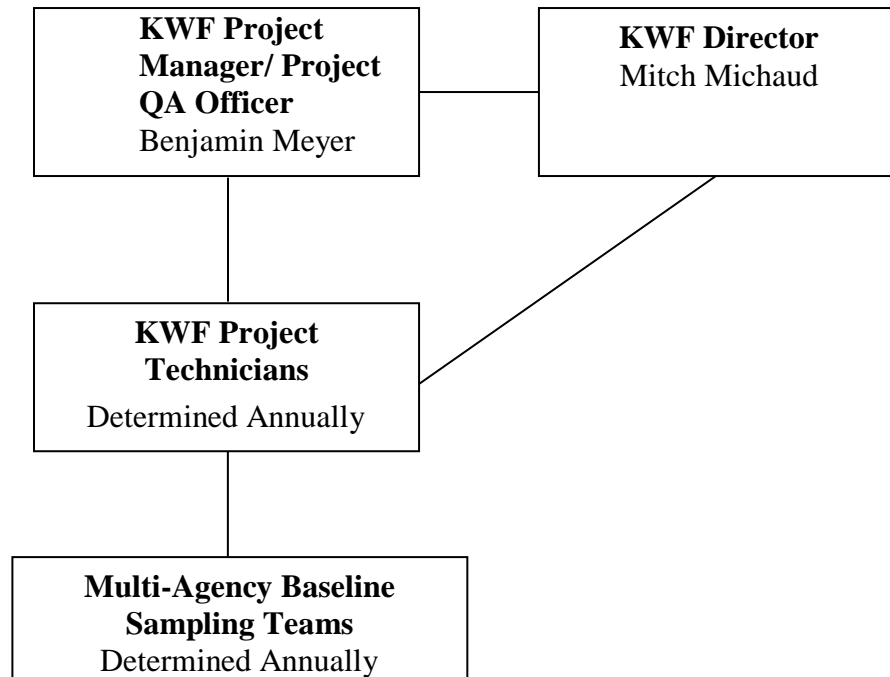 KWF Project
Manager/ Project
QA Officer
Benjamin Meyer
KWF Director
Mitch Michaud
KWF Project
Technicians
Determined Annually
Multi-Agency Baseline
Sampling Teams
Determined Annually